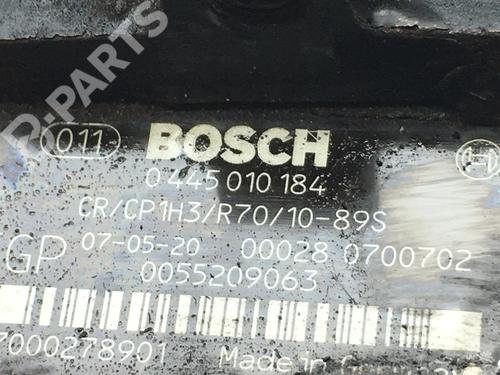 B-PARTS
011 BOSCH
0 445 010 184
CR/CP1H3/R70/10-89S
GP 07-05-20 00028 0700702
0055209063
7000278901 Made in Germany